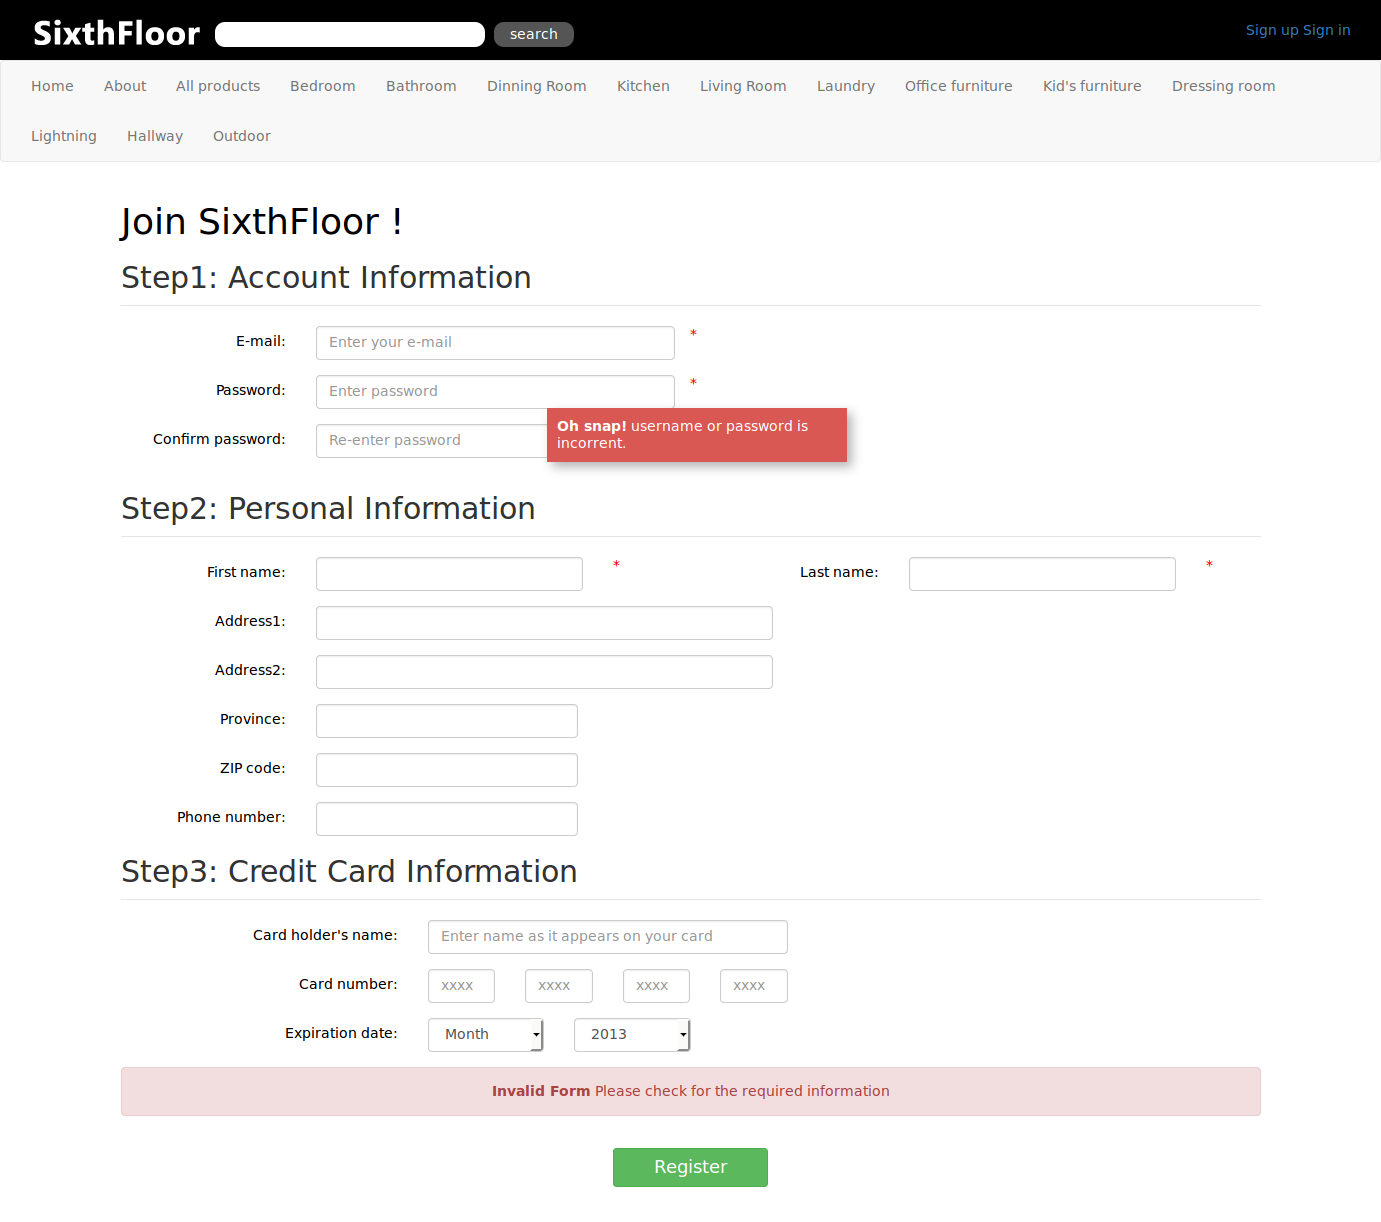 SixthFloor search Sign up Sign in
Home About All products Bedroom Bathroom Dinning Room Kitchen Living Room Laundry Office furniture Kid's furniture Dressing room
Lightning Hallway Outdoor
Join SixthFloor !
Step1: Account Information
E-mail: Enter your e-mail *
Password: Enter password *
Confirm password: Re-enter password
Oh snap! username or password is
incorrent.
Step2: Personal Information
First name: * Last name: *
Address1:
Address2:
Province:
ZIP code:
Phone number:
Step3: Credit Card Information
Card holder's name: Enter name as it appears on your card
Card number: xxxx xxxx xxxx xxxx
Expiration date: Month 2013
Invalid Form Please check for the required information
Register